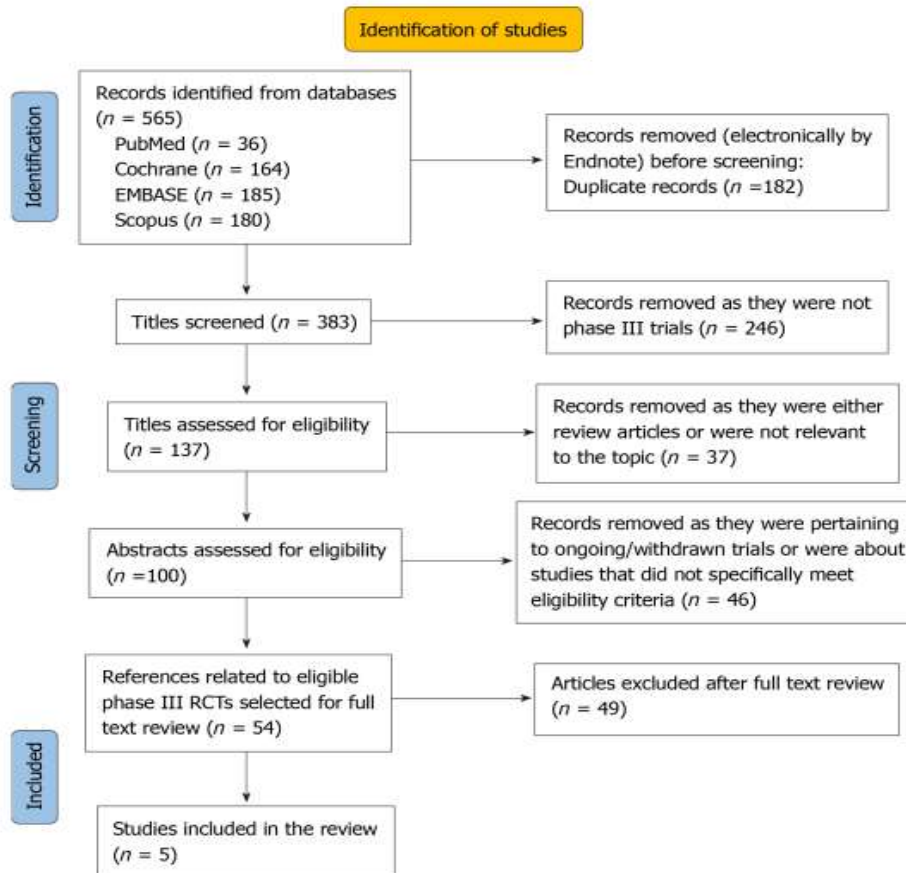 Identification of studies
Identification
Records identified from databases
(n = 565)
PubMed (n = 36)
Cochrane (n = 164)
EMBASE (n = 185)
Scopus (n = 180)
Records removed (electronically by
Endnote) before screening:
Duplicate records (n =182)
Titles screened (n = 383)
Records removed as they were not
phase III trials (n = 246)
Screening
Titles assessed for eligibility
(n = 137)
Records removed as they were either
review articles or were not relevant
to the topic (n = 37)
Abstracts assessed for eligibility
(n =100)
Records removed as they were pertaining
to ongoing/withdrawn trials or were about
studies that did not specifically meet
eligibility criteria (n = 46)
References related to eligible
phase III RCTs selected for full
text review (n = 54)
Articles excluded after full text review
(n = 49)
Included
Studies included in the review
(n = 5)